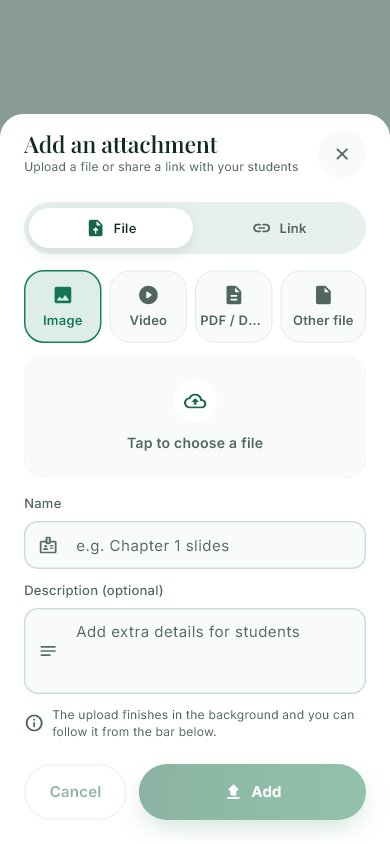 Add an attachment
Upload a file or share a link with your students
File
Link
Image
Video
PDF / D...
Other file
Tap to choose a file
Name
e.g. Chapter 1 slides
Description (optional)
Add extra details for students
The upload finishes in the background and you can
follow it from the bar below.
Cancel
Add